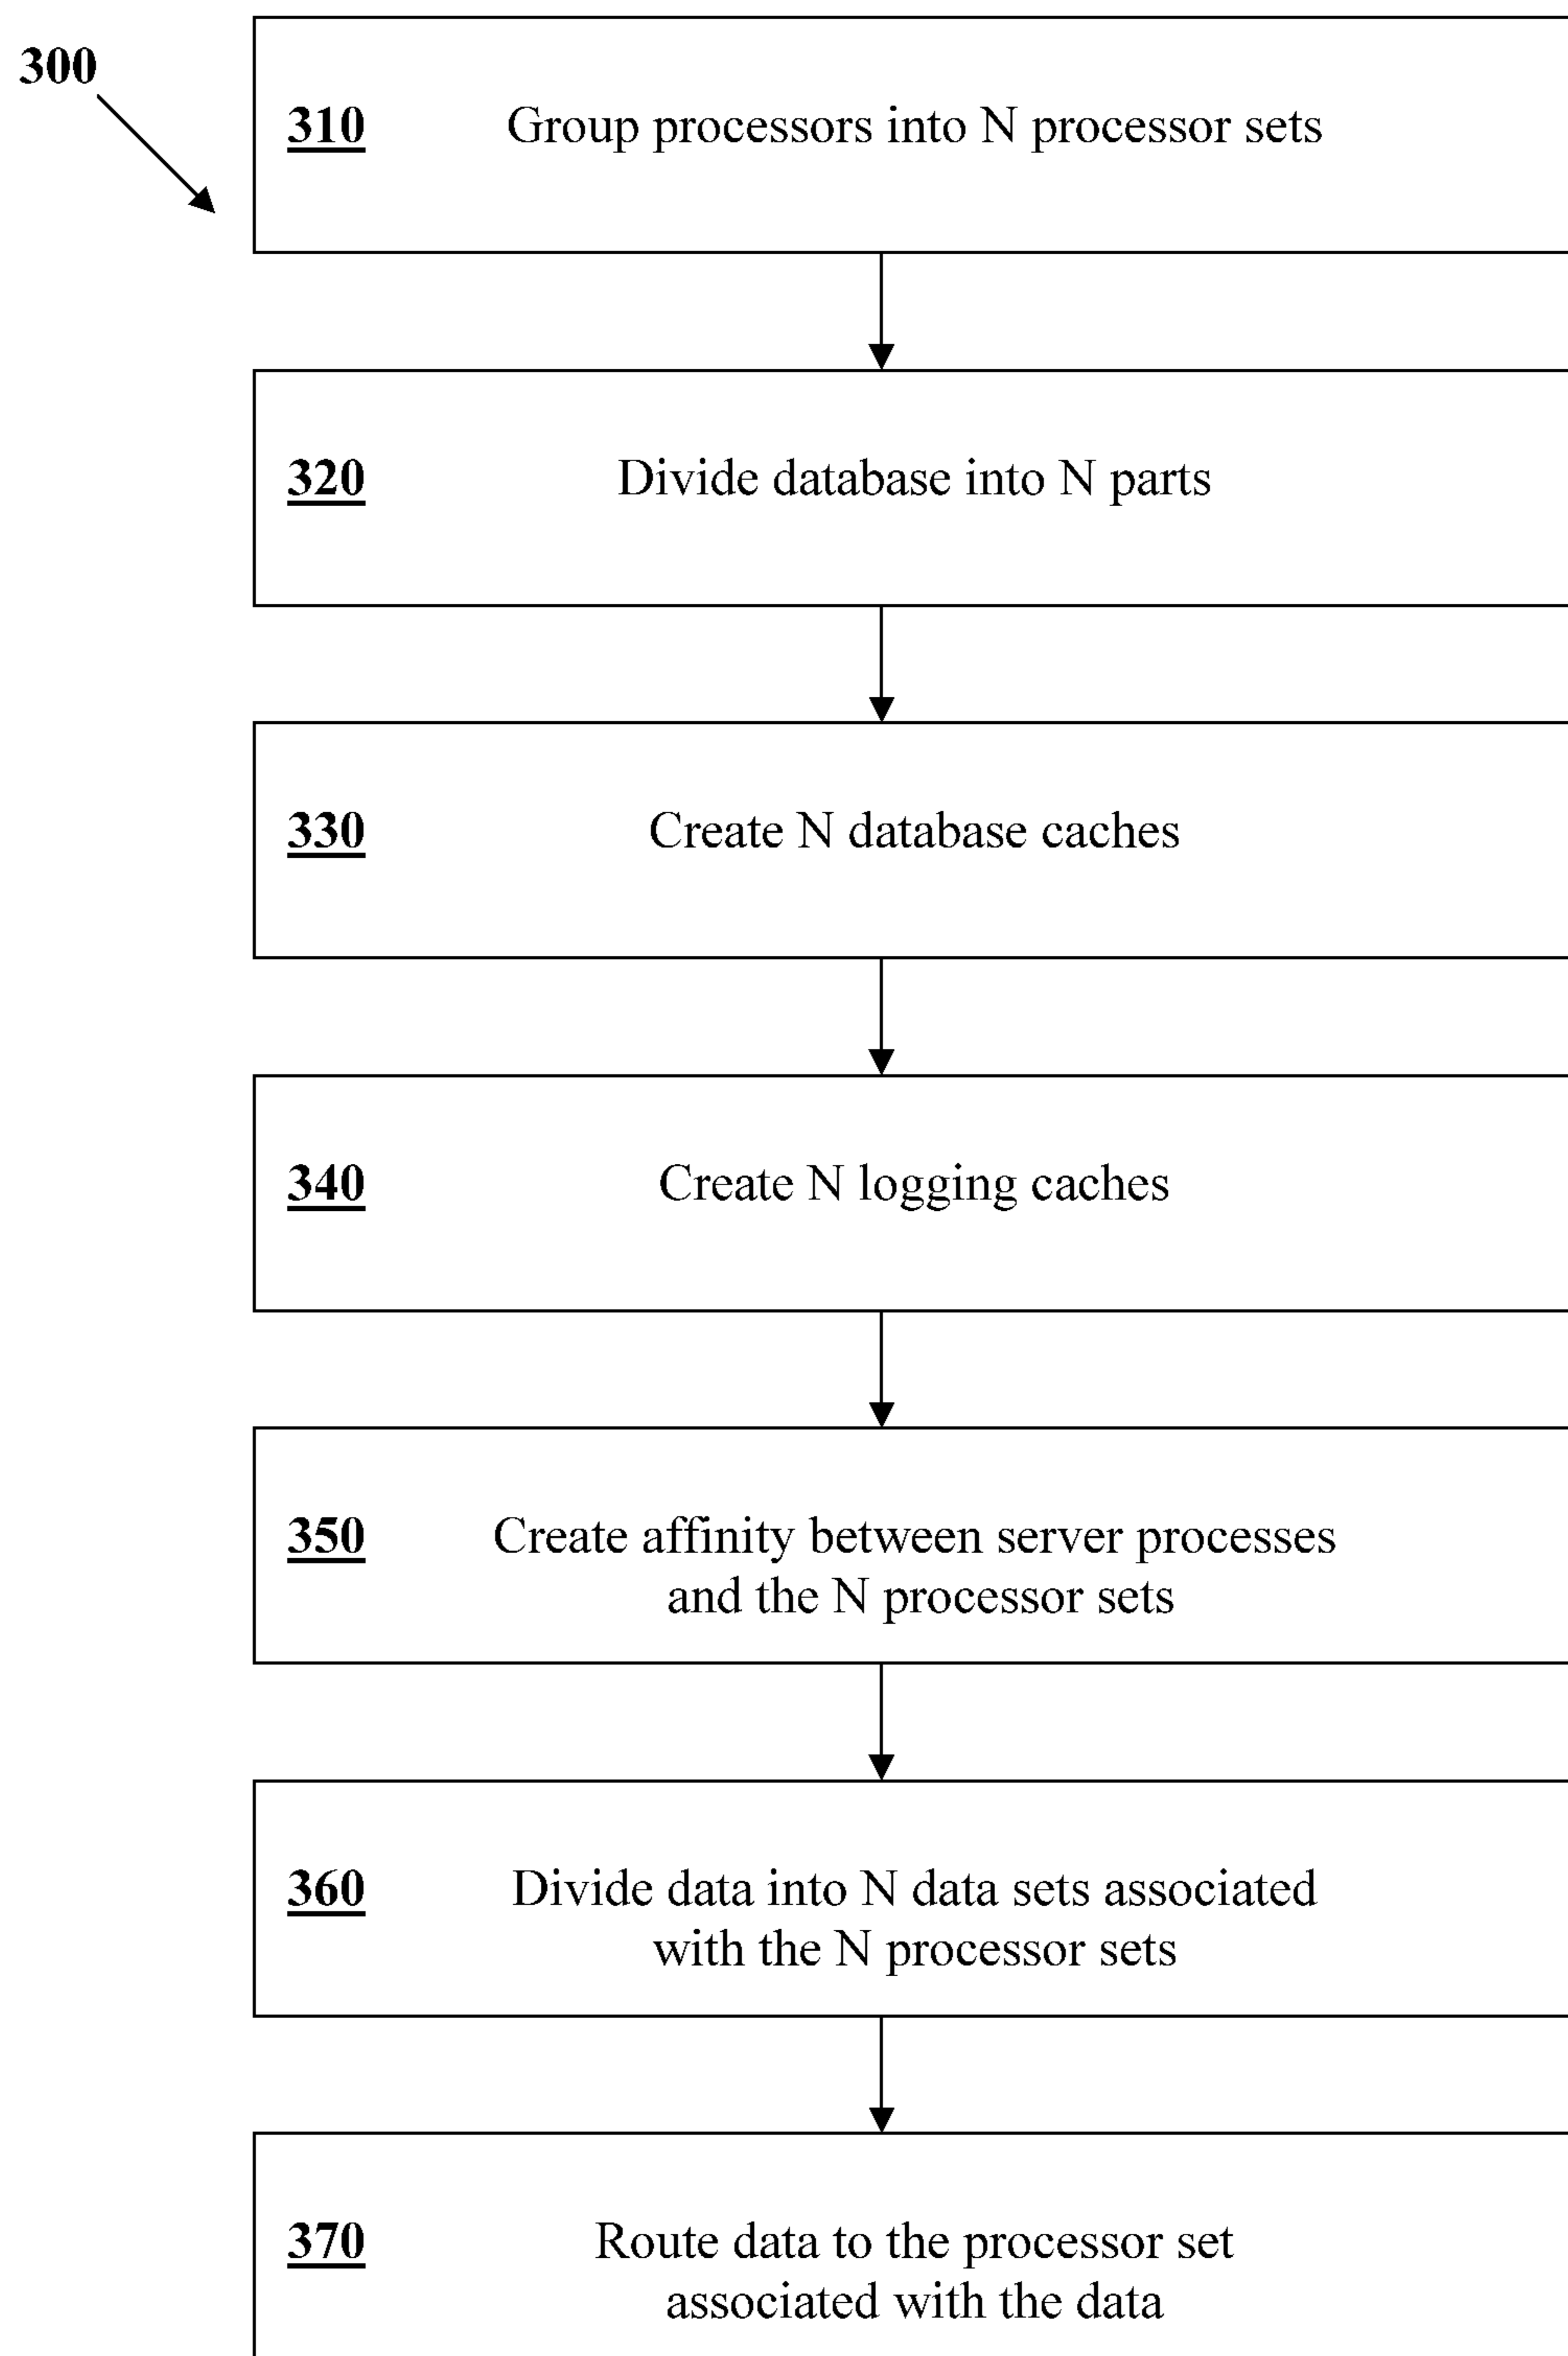 300
310 Group processors into N processor sets
320 Divide database into N parts
330 Create N database caches
340 Create N logging caches
350 Create affinity between server processes
and the N processor sets
360 Divide data into N data sets associated
with the N processor sets
370 Route data to the processor set
associated with the data